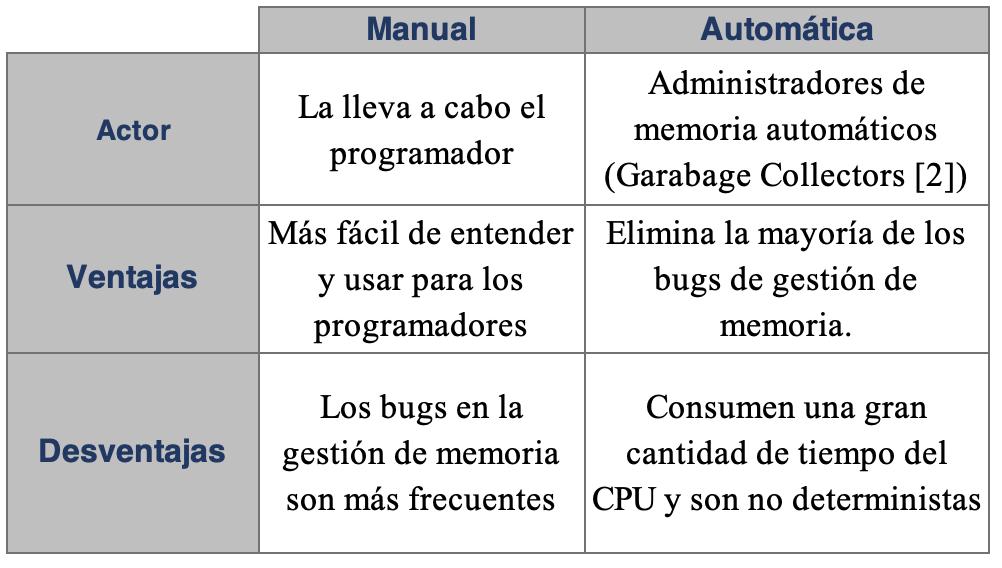 Manual
Automática
Actor
La lleva a cabo el
programador
Administradores de
memoria automáticos
(Garabage Collectors [2])
Ventajas
Más fácil de entender
y usar para los
programadores
Elimina la mayoría de los
bugs de gestión de
memoria.
Desventajas
Los bugs en la
gestión de memoria
son más frecuentes
Consumen una gran
cantidad de tiempo del
CPU y son no deterministas